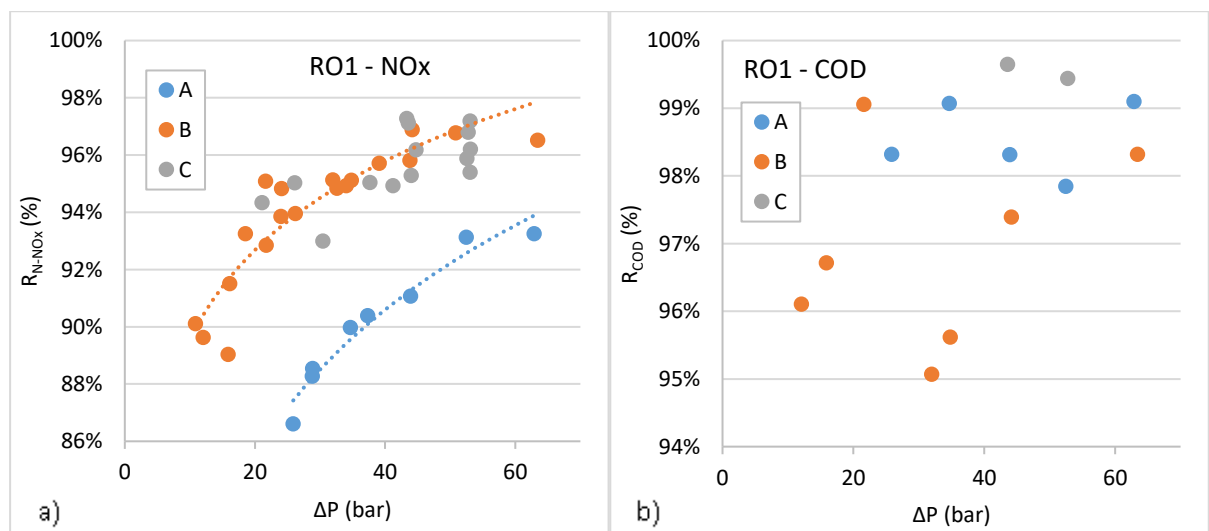 RO1 - NOx
R_N-NOx (%)
100%
98%
96%
94%
92%
90%
88%
86%
A
B
C
0 20 40 60
ΔP (bar)
a)
RO1 - COD
R_COD (%)
100%
99%
98%
97%
96%
95%
94%
A
B
C
0 20 40 60
ΔP (bar)
b)